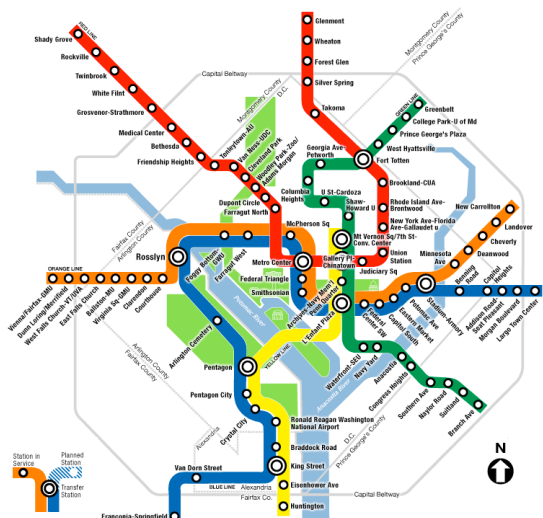 RED LINE
Shady Grove
Rockville
Twinbrook
White Flint
Grosvenor-Strathmore
Medical Center
Bethesda
Friendship Heights
Tenleytown-AU
Van Ness-UDC
Cleveland Park
Woodley Park-Zoo/
Adams Morgan
Dupont Circle
Farragut North
Capital Beltway
Montgomery County
D.C.
Glenmont
Wheaton
Forest Glen
Silver Spring
Takoma
Montgomery County
Prince George's County
GREEN LINE
Greenbelt
College Park-U of Md
Prince George's Plaza
West Hyattsville
Fort Totten
Georgia Ave-
Petworth
Columbia
Heights
U St-Cardoza
Shaw-
Howard U
Brookland-CUA
Rhode Island Ave-
Brentwood
New York Ave-Florida
Ave-Gallaudet U
Union
Station
Judiciary Sq
Mt Vernon Sq/7th St-
Conv. Center
Gallery Pl-
Chinatown
McPherson Sq
Metro Center
Federal Triangle
Smithsonian
Archives-Navy Mem'l
Penn Quarter
L'Enfant Plaza
Foggy Bottom-
GWU
Farragut West
Fairfax County
Arlington County
Rosslyn
ORANGE LINE
Vienna/Fairfax-GMU
Dunn Loring/Merrifield
West Falls Church-VT/UVA
East Falls Church
Ballston-MU
Virginia Sq-GMU
Clarendon
Courthouse
New Carrollton
Landover
Cheverly
Deanwood
Minnesota
Ave
Benning
Road
Capitol
Heights
Addison Road-
Seat Pleasant
Morgan Boulevard
Largo Town Center
Stadium-Armory
Potomac Ave
Eastern Market
Capitol South
Federal
Center SW
Potomac River
Anacostia River
Waterfront-SEU
Navy Yard
Anacostia
Congress Heights
Southern Ave
Naylor Road
Suitland
Branch Ave
Arlington Cemetery
Pentagon
YELLOW LINE
Pentagon City
Crystal City
Arlington County
Fairfax County
Ronald Reagan Washington
National Airport
Braddock Road
King Street
Eisenhower Ave
Huntington
Alexandria
Van Dorn Street
BLUE LINE
Alexandria
Fairfax Co.
Franconia-Springfield
D.C.
Prince George's County
Capital Beltway
Station in
Service
Planned
Station
Transfer
Station
N